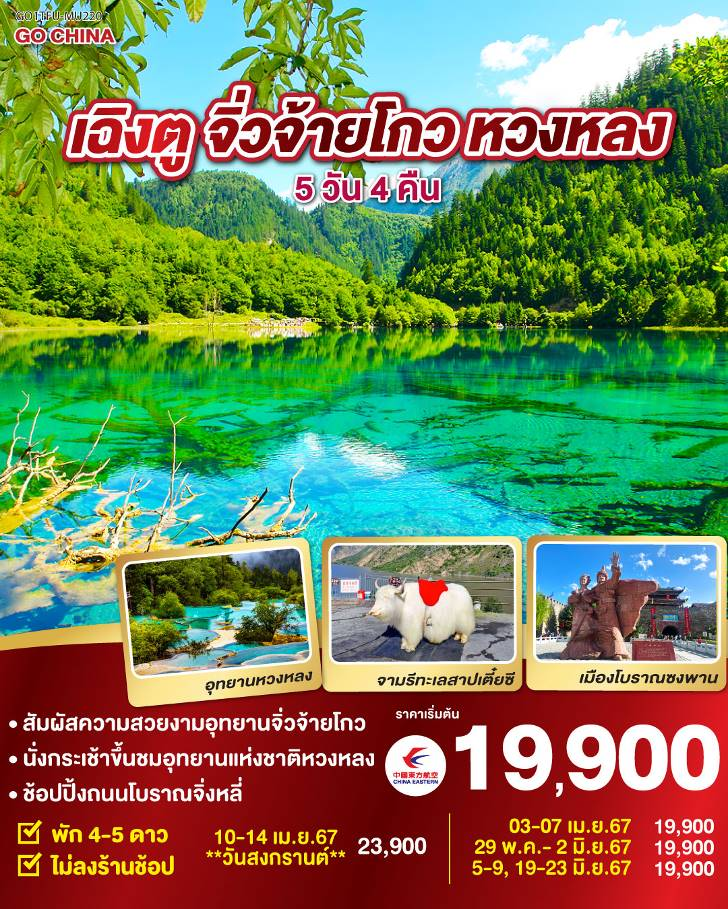 GO1TFU-MU220
GO CHINA
เฉิงตู จิ่วจ้ายโกว หวงหลง
5 วัน 4 คืน
อุทยานหวงหลง
จามรีทะเลสาปเตี๋ยซี
เมืองโบราณซงพาน
• สัมผัสความสวยงามอุทยานจิ่วจ้ายโกว
• นั่งกระเช้าขึ้นชมอุทยานแห่งชาติหวงหลง
• ช้อปปิ้งถนนโบราณจิ่งหลี่
ราคาเริ่มต้น
19,900
中國東方航空
CHINA EASTERN
พัก 4-5 ดาว
ไม่ลงร้านช้อป
10-14 เม.ย.67
**วันสงกรานต์**
23,900
03-07 เม.ย.67 19,900
29 พ.ค.- 2 มิ.ย.67 19,900
5-9, 19-23 มิ.ย.67 19,900